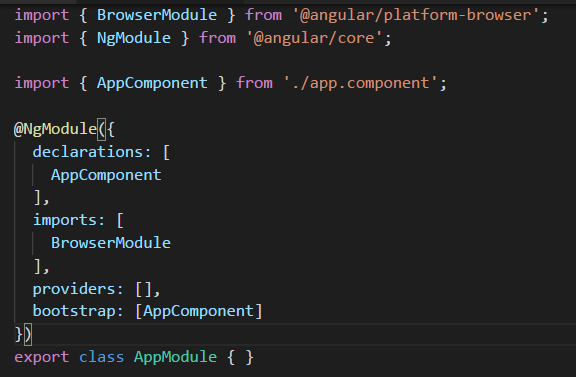 import { BrowserModule } from '@angular/platform-browser';
import { NgModule } from '@angular/core';

import { AppComponent } from './app.component';

@NgModule({
  declarations: [
    AppComponent
  ],
  imports: [
    BrowserModule
  ],
  providers: [],
  bootstrap: [AppComponent]
})
export class AppModule { }